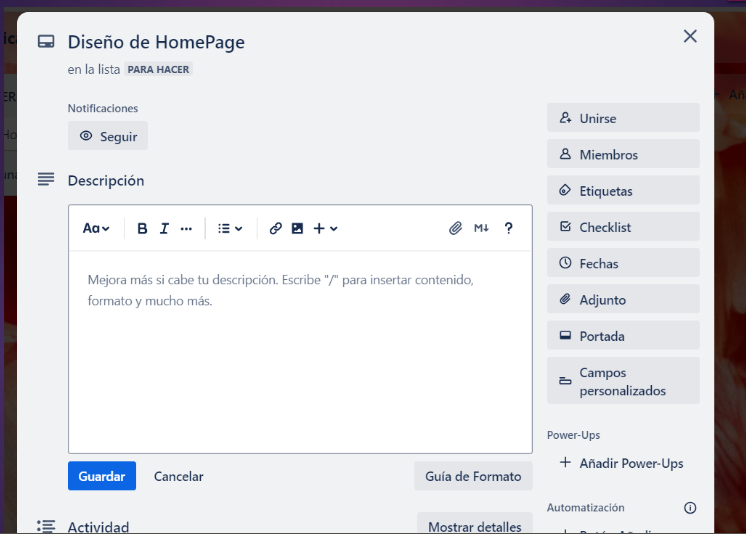 Diseño de HomePage
en la lista PARA HACER
Notificaciones
Seguir
Descripción
Aa
B I ...
M↓ ?
Mejora más si cabe tu descripción. Escribe "/" para insertar contenido,
formato y mucho más.
Guardar
Cancelar
Guía de Formato
Actividad
Mostrar detalles
Unirse
Miembros
Etiquetas
Checklist
Fechas
Adjunto
Portada
Campos
personalizados
Power-Ups
+ Añadir Power-Ups
Automatización